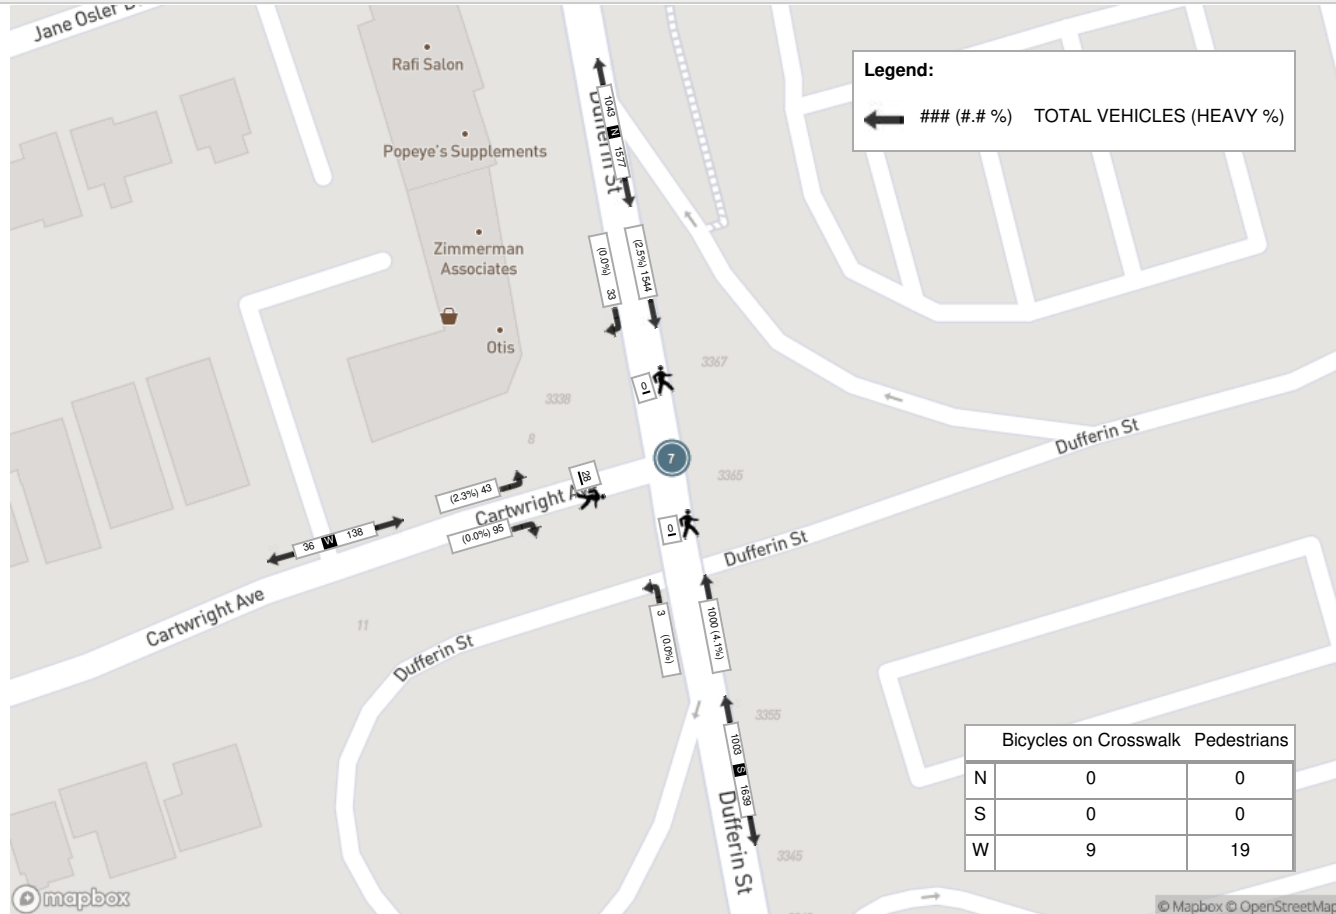 Jane Osler
Rafi Salon
Popeye's Supplements
Zimmerman
Associates
Otis
Legend:
### (#.# %) TOTAL VEHICLES (HEAVY %)
1043 N 1577
Dufferin St
(0.0%) 33
(2.5%) 1544
0
3367
3338
8
7
3365
28
(2.3%) 43
Cartwright Ave
(0.0%) 95
36 W 138
0
Dufferin St
Dufferin St
Cartwright Ave
11
Dufferin St
3 (0.0%)
1000 (4.1%)
3355
1003 S 1639
Dufferin St
3345
Bicycles on Crosswalk Pedestrians
N 0 0
S 0 0
W 9 19
mapbox
© Mapbox © OpenStreetMap